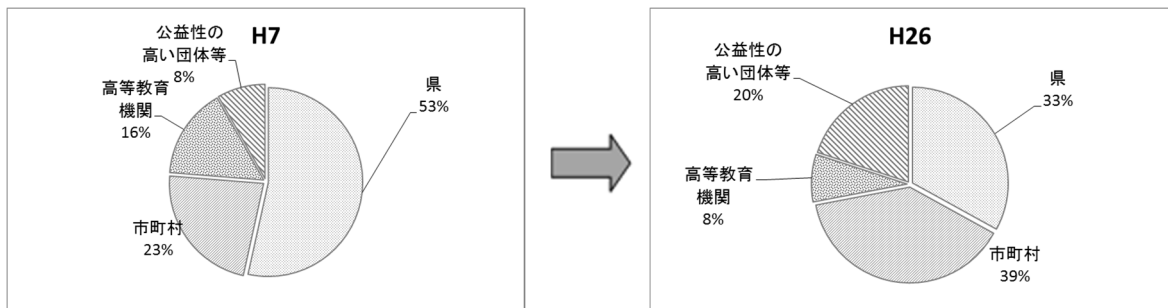 H7
公益性の
高い団体等
8%
高等教育
機関
16%
市町村
23%
県
53%
H26
公益性の
高い団体等
20%
高等教育
機関
8%
県
33%
市町村
39%